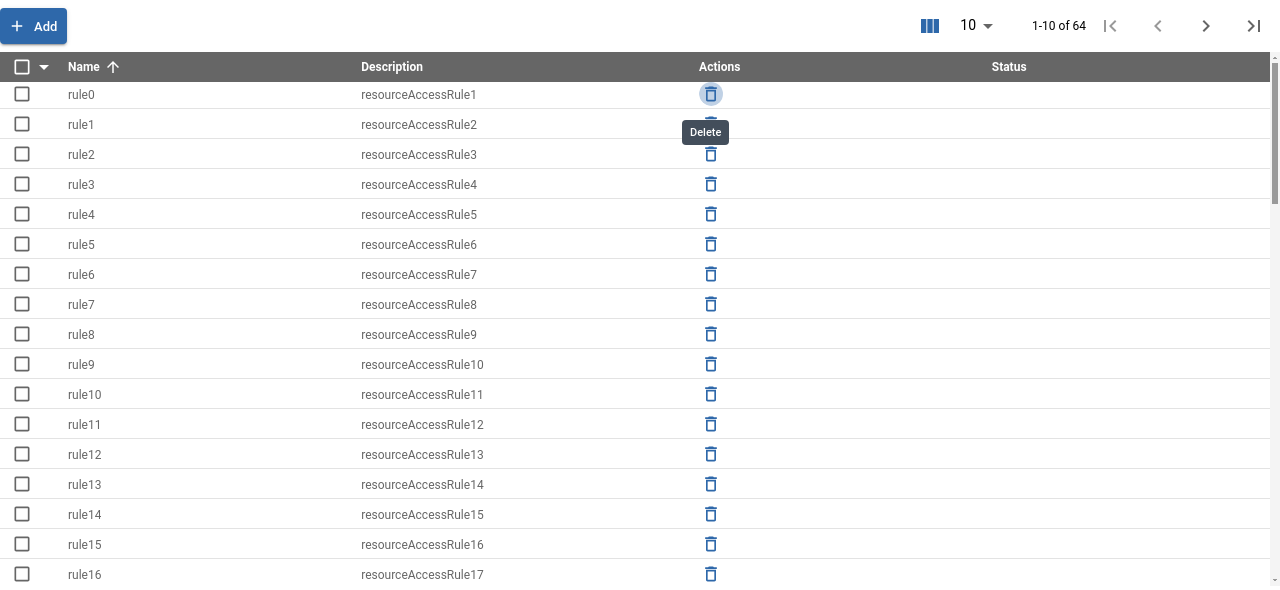 Add
10
1-10 of 64
Name Description Actions Status
rule0 resourceAccessRule1
rule1 resourceAccessRule2
Delete
rule2 resourceAccessRule3
rule3 resourceAccessRule4
rule4 resourceAccessRule5
rule5 resourceAccessRule6
rule6 resourceAccessRule7
rule7 resourceAccessRule8
rule8 resourceAccessRule9
rule9 resourceAccessRule10
rule10 resourceAccessRule11
rule11 resourceAccessRule12
rule12 resourceAccessRule13
rule13 resourceAccessRule14
rule14 resourceAccessRule15
rule15 resourceAccessRule16
rule16 resourceAccessRule17